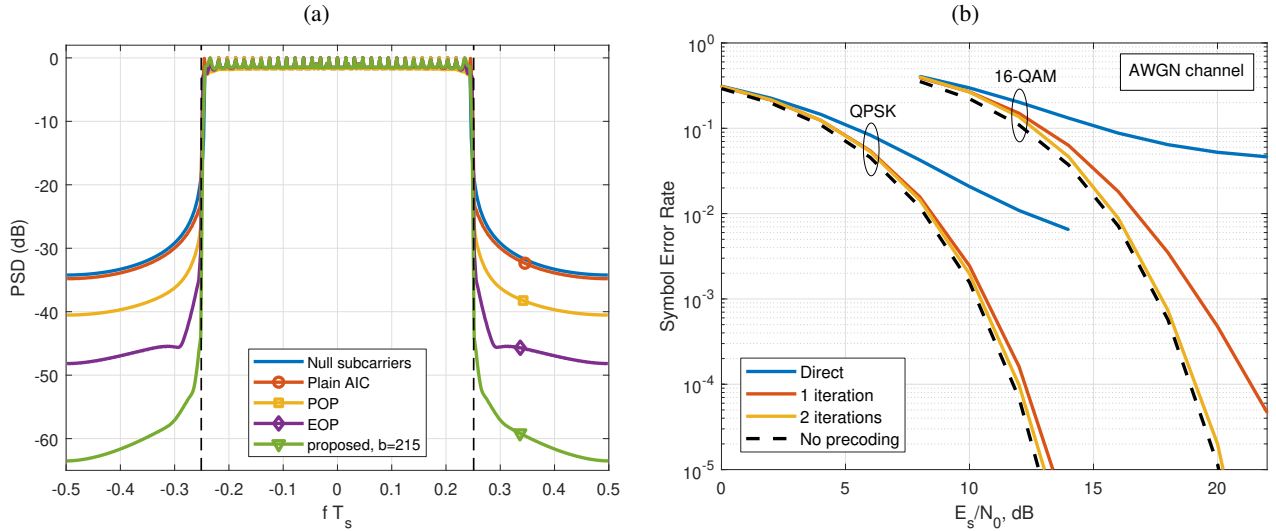 (a)
0
-10
-20
-30
-40
-50
-60
PSD (dB)
-0.5
-0.4
-0.3
-0.2
-0.1
0
0.1
0.2
0.3
0.4
0.5
f T_s
Null subcarriers
Plain AIC
POP
EOP
proposed, b=215
(b)
10^0
10^-1
10^-2
10^-3
10^-4
10^-5
Symbol Error Rate
0
5
10
15
20
E_s/N_0, dB
AWGN channel
16-QAM
QPSK
Direct
1 iteration
2 iterations
No precoding